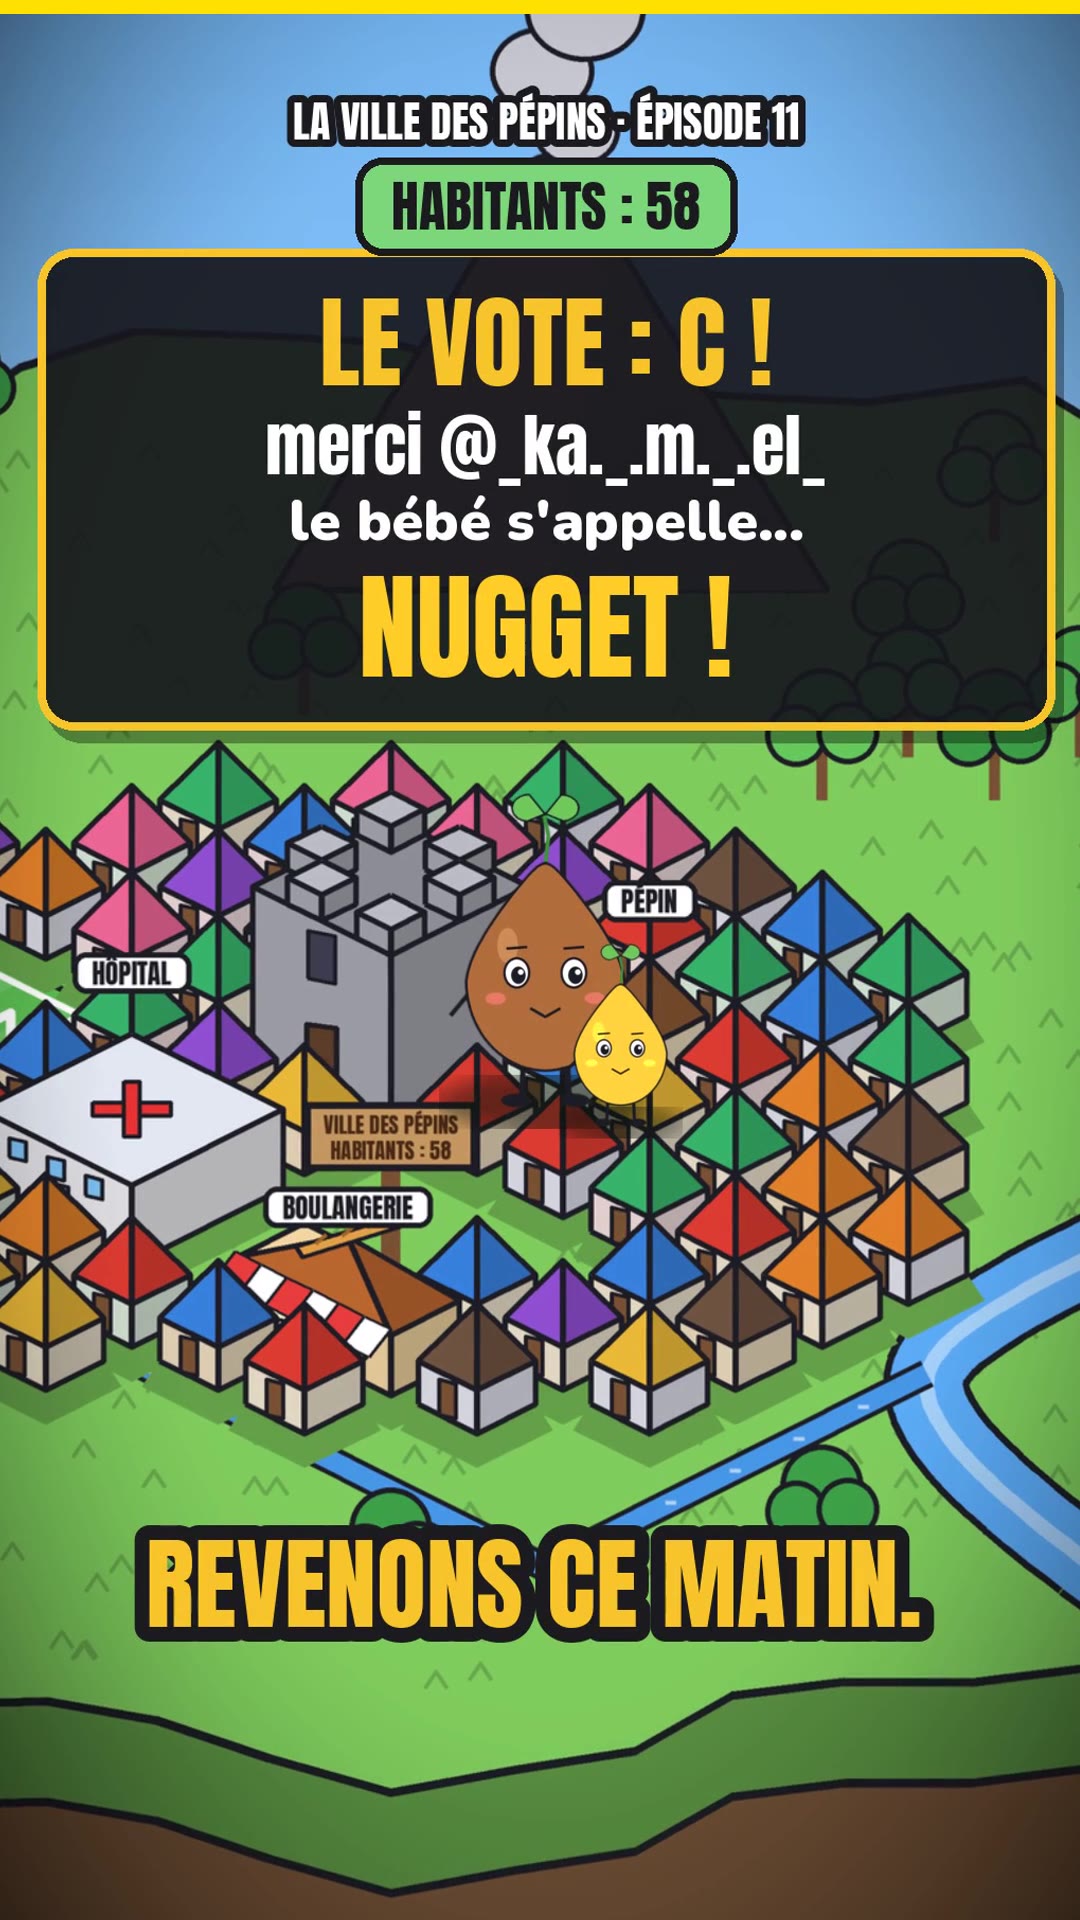 LA VILLE DES PÉPINS · ÉPISODE 11
HABITANTS : 58
LE VOTE : C !
merci @_ka._.m._.el_
le bébé s'appelle...
NUGGET !
PÉPIN
HÔPITAL
VILLE DES PÉPINS
HABITANTS : 58
BOULANGERIE
REVENONS CE MATIN.